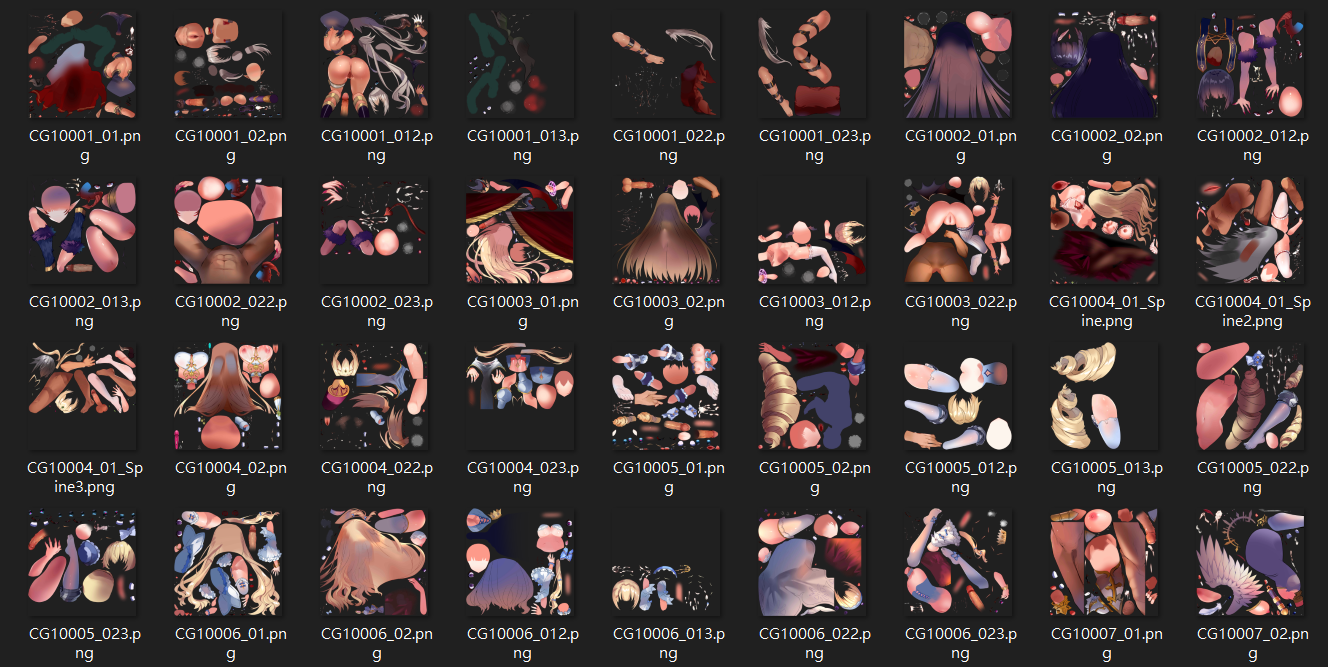 CG10001_01.pn
g
CG10001_02.pn
g
CG10001_012.p
ng
CG10001_013.p
ng
CG10001_022.p
ng
CG10001_023.p
ng
CG10002_01.pn
g
CG10002_02.pn
g
CG10002_012.p
ng
CG10002_013.p
ng
CG10002_022.p
ng
CG10002_023.p
ng
CG10003_01.pn
g
CG10003_02.pn
g
CG10003_012.p
ng
CG10003_022.p
ng
CG10004_01_Sp
ine.png
CG10004_01_Sp
ine2.png
CG10004_01_Sp
ine3.png
CG10004_02.pn
g
CG10004_022.p
ng
CG10004_023.p
ng
CG10005_01.pn
g
CG10005_02.pn
g
CG10005_012.p
ng
CG10005_013.p
ng
CG10005_022.p
ng
CG10005_023.p
ng
CG10006_01.pn
g
CG10006_02.pn
g
CG10006_012.p
ng
CG10006_013.p
ng
CG10006_022.p
ng
CG10006_023.p
ng
CG10007_01.pn
g
CG10007_02.pn
g